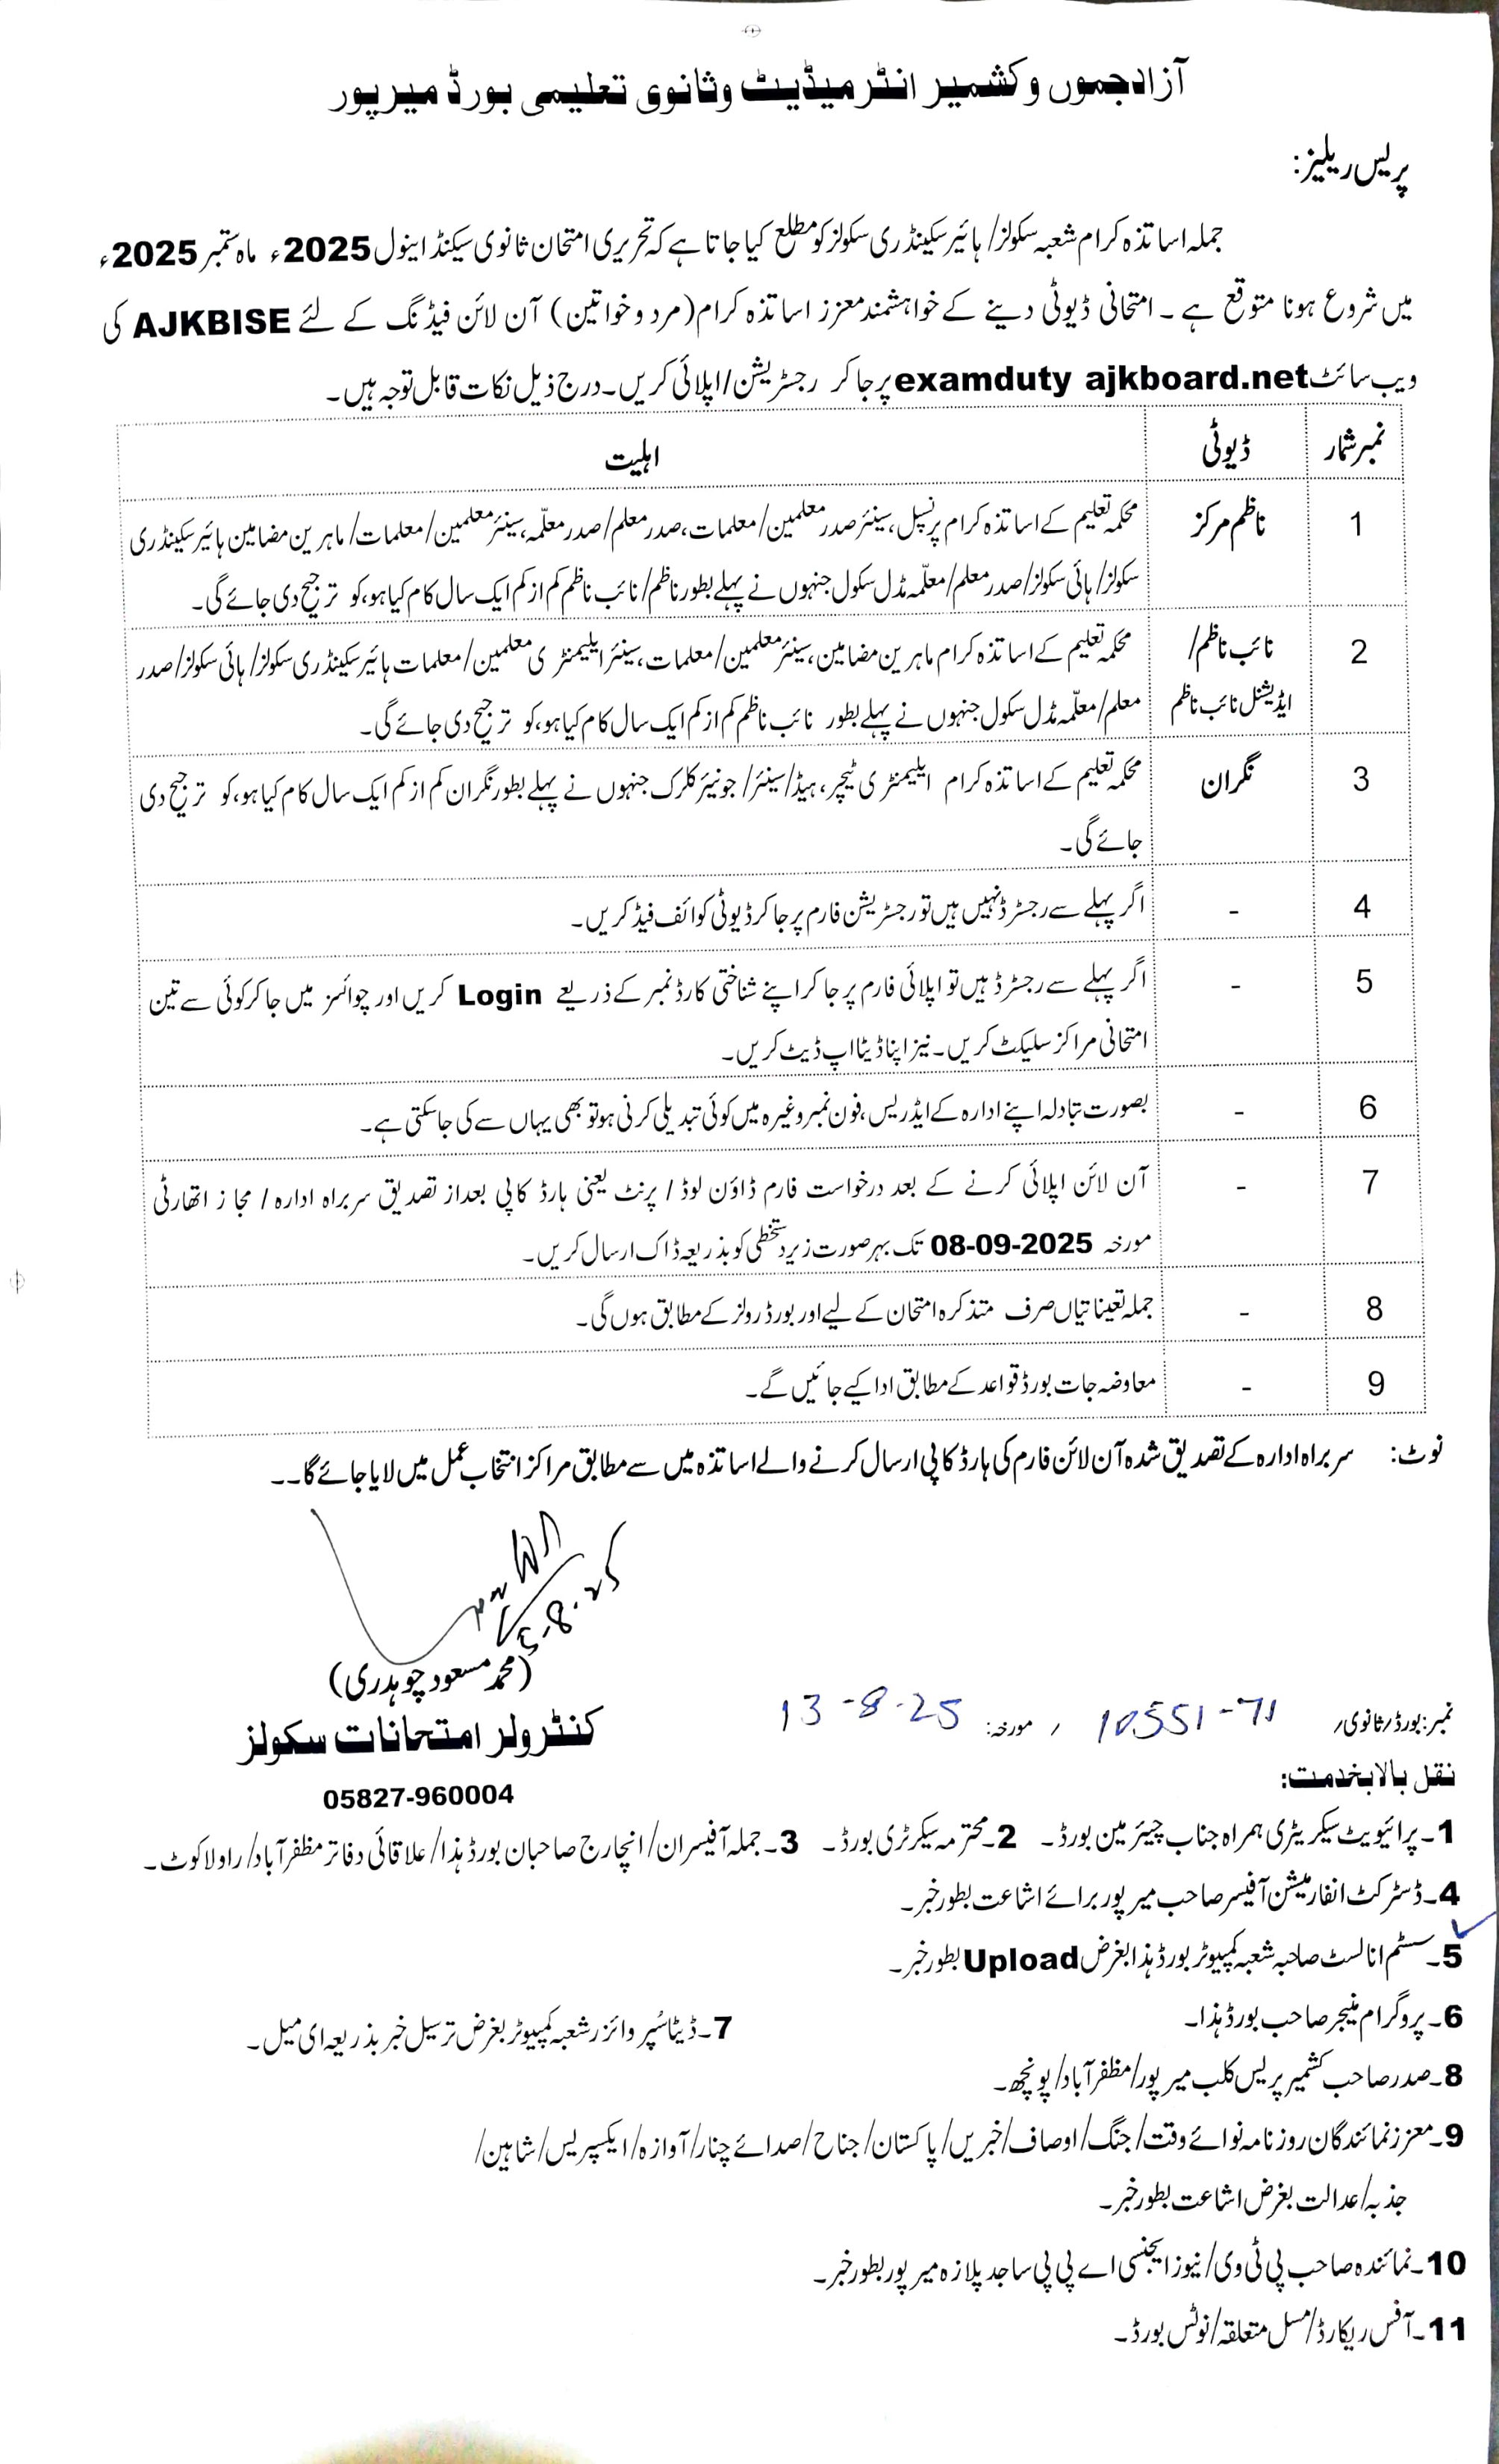 آزاد جموں و کشمیر انٹرمیڈیٹ و ثانوی تعلیمی بورڈ میرپور
پریس ریلیز:
جملہ اساتذہ کرام شعبہ سکولز/ ہائیر سکینڈری سکولز کو مطلع کیا جاتا ہے کہ تحریری امتحان ثانوی سیکنڈ اینول 2025ء ماہ ستمبر 2025ء
میں شروع ہونا متوقع ہے ۔ امتحانی ڈیوٹی دینے کے خواہشمند معزز اساتذہ کرام (مرد و خواتین) آن لائن فیڈنگ کے لئے AJKBISE کی
ویب سائٹ examduty ajkboard.net پر جا کر رجسٹریشن/اپلائی کریں۔ درج ذیل نکات قابل توجہ ہیں۔
نمبر شمار ڈیوٹی اہلیت
1 ناظم مرکز محکمہ تعلیم کے اساتذہ کرام پرنسپل، سینئر صدر معلمین/ معلمات، صدر معلم/ صدر معلّمہ، سینئر معلمین/ معلمات/ ماہرین مضامین ہائیر سکینڈری
سکولز/ ہائی سکولز/ صدر معلم/ معلّمہ مڈل سکول جنہوں نے پہلے بطور ناظم/ نائب ناظم کم از کم ایک سال کام کیا ہو، کو ترجیح دی جائے گی۔
2 نائب ناظم/ محکمہ تعلیم کے اساتذہ کرام ماہرین مضامین، سینئر معلمین/ معلمات، سینئر ایلیمنٹری معلمین/ معلمات ہائیر سکینڈری سکولز/ ہائی سکولز/ صدر
ایڈیشنل نائب ناظم معلم/ معلّمہ مڈل سکول جنہوں نے پہلے بطور نائب ناظم کم از کم ایک سال کام کیا ہو، کو ترجیح دی جائے گی۔
3 نگران محکمہ تعلیم کے اساتذہ کرام ایلیمنٹری ٹیچر، ہیڈ/ سینئر/ جونیئر کلرک جنہوں نے پہلے بطور نگران کم از کم ایک سال کام کیا ہو، کو ترجیح دی
جائے گی۔
4 - اگر پہلے سے رجسٹرڈ نہیں ہیں تو رجسٹریشن فارم پر جا کر ڈیوٹی کوائف فیڈ کریں۔
5 - اگر پہلے سے رجسٹرڈ ہیں تو اپلائی فارم پر جا کر اپنے شناختی کارڈ نمبر کے ذریعے Login کریں اور چوائسز میں جا کر کوئی سے تین
امتحانی مراکز سلیکٹ کریں۔ نیز اپنا ڈیٹا اپ ڈیٹ کریں۔
6 - بصورت تبادلہ اپنے ادارہ کے ایڈریس، فون نمبر وغیرہ میں کوئی تبدیلی کرنی ہو تو بھی یہاں سے کی جا سکتی ہے۔
7 - آن لائن اپلائی کرنے کے بعد درخواست فارم ڈاؤن لوڈ / پرنٹ یعنی ہارڈ کاپی بعد از تصدیق سربراہ ادارہ / مجاز اتھارٹی
مورخہ 08-09-2025 تک بہر صورت زیر دستخطی کو بذریعہ ڈاک ارسال کریں۔
8 - جملہ تعیناتیاں صرف متذکرہ امتحان کے لیے اور بورڈ رولز کے مطابق ہوں گی۔
9 - معاوضہ جات بورڈ قواعد کے مطابق ادا کیے جائیں گے۔
نوٹ: سربراہ ادارہ کے تصدیق شدہ آن لائن فارم کی ہارڈ کاپی ارسال کرنے والے اساتذہ میں سے مطابق مراکز انتخاب عمل میں لایا جائے گا۔۔
(محمد مسعود چوہدری)
کنٹرولر امتحانات سکولز
05827-960004
نمبر: بورڈ/ثانوی/ 10551-71 / مورخہ: 13-8-25
نقل بالا بخدمت:
1۔ پرائیویٹ سیکریٹری ہمراہ جناب چیئرمین بورڈ۔ 2۔ محترمہ سیکرٹری بورڈ۔ 3۔ جملہ آفیسران/ انچارج صاحبان بورڈ ہذا/ علاقائی دفاتر مظفرآباد/ راولاکوٹ۔
4۔ ڈسٹرکٹ انفارمیشن آفیسر صاحب میرپور برائے اشاعت بطور خبر۔
5۔ سسٹم انالسٹ صاحبہ شعبہ کمپیوٹر بورڈ ہذا بغرض Upload بطور خبر۔
6۔ پروگرام منیجر صاحب بورڈ ہذا۔ 7۔ ڈیٹا سُپروائزر شعبہ کمپیوٹر بغرض ترسیل خبر بذریعہ ای میل۔
8۔ صدر صاحب کشمیر پریس کلب میرپور/ مظفرآباد/ پونچھ۔
9۔ معزز نمائندگان روزنامہ نوائے وقت/ جنگ/ اوصاف/ خبریں/ پاکستان/ جناح/ صدائے چنار/ آوازہ/ ایکسپریس/ شاہین/
جذبہ/ عدالت بغرض اشاعت بطور خبر۔
10۔ نمائندہ صاحب پی ٹی وی/ نیوز ایجنسی اے پی پی ساجد پلازہ میرپور بطور خبر۔
11۔ آفس ریکارڈ/ مسل متعلقہ/ نوٹس بورڈ۔